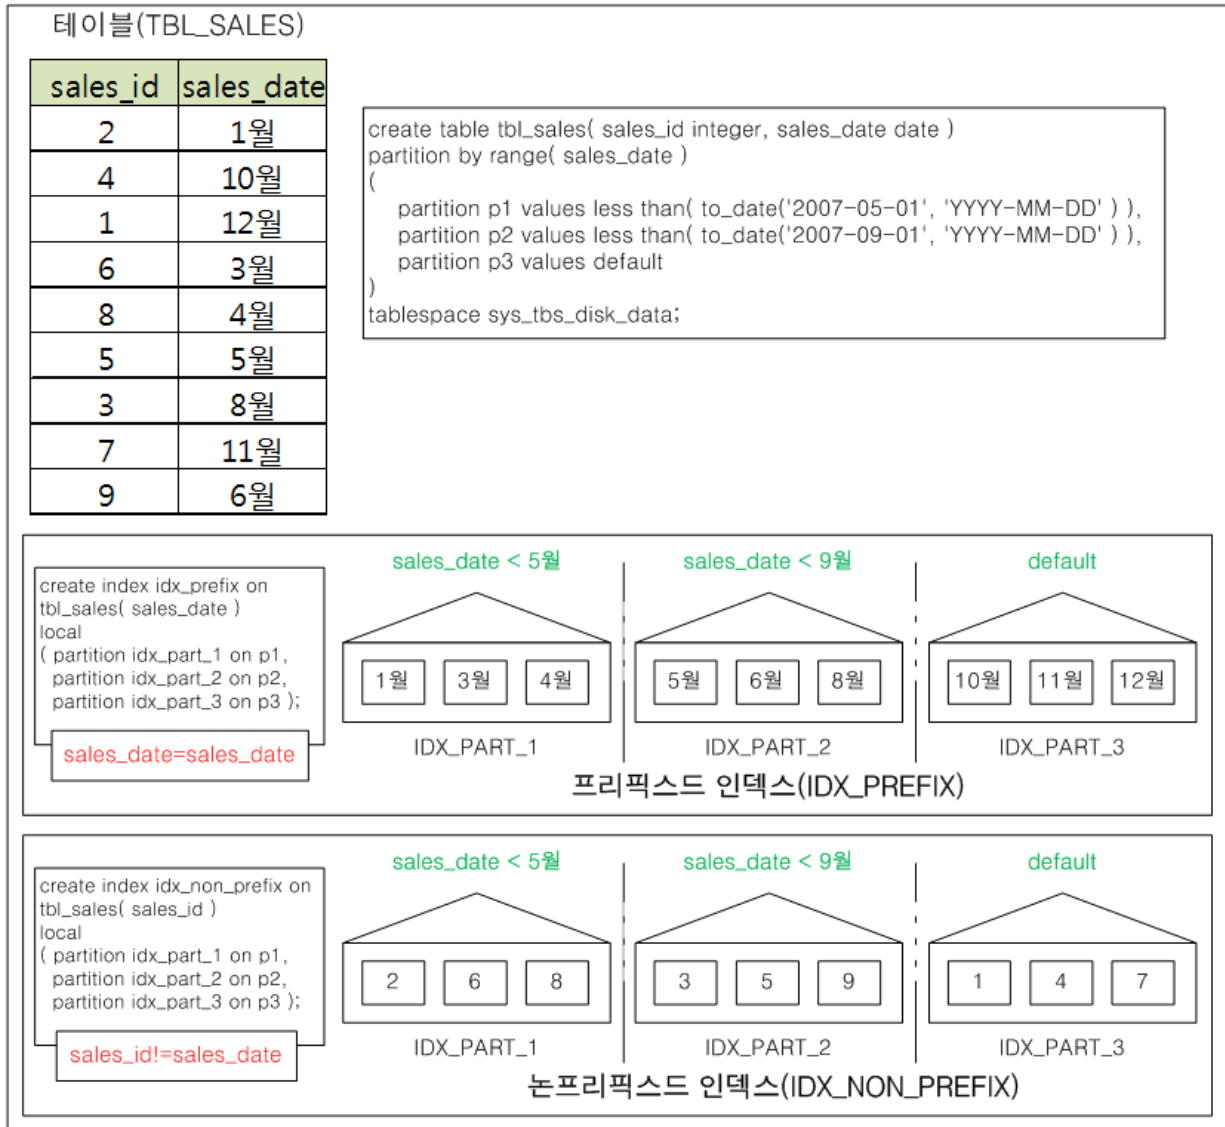 테이블(TBL_SALES)
sales_id sales_date
2 1월
4 10월
1 12월
6 3월
8 4월
5 5월
3 8월
7 11월
9 6월
create table tbl_sales( sales_id integer, sales_date date )
partition by range( sales_date )
(
partition p1 values less than( to_date('2007-05-01', 'YYYY-MM-DD' ) ),
partition p2 values less than( to_date('2007-09-01', 'YYYY-MM-DD' ) ),
partition p3 values default
)
tablespace sys_tbs_disk_data;
create index idx_prefix on
tbl_sales( sales_date )
local
( partition idx_part_1 on p1,
partition idx_part_2 on p2,
partition idx_part_3 on p3 );
sales_date=sales_date
sales_date < 5월 sales_date < 9월 default
1월 3월 4월 5월 6월 8월 10월 11월 12월
IDX_PART_1 IDX_PART_2 IDX_PART_3
프리픽스드 인덱스(IDX_PREFIX)
create index idx_non_prefix on
tbl_sales( sales_id )
local
( partition idx_part_1 on p1,
partition idx_part_2 on p2,
partition idx_part_3 on p3 );
sales_id!=sales_date
sales_date < 5월 sales_date < 9월 default
2 6 8 3 5 9 1 4 7
IDX_PART_1 IDX_PART_2 IDX_PART_3
논프리픽스드 인덱스(IDX_NON_PREFIX)